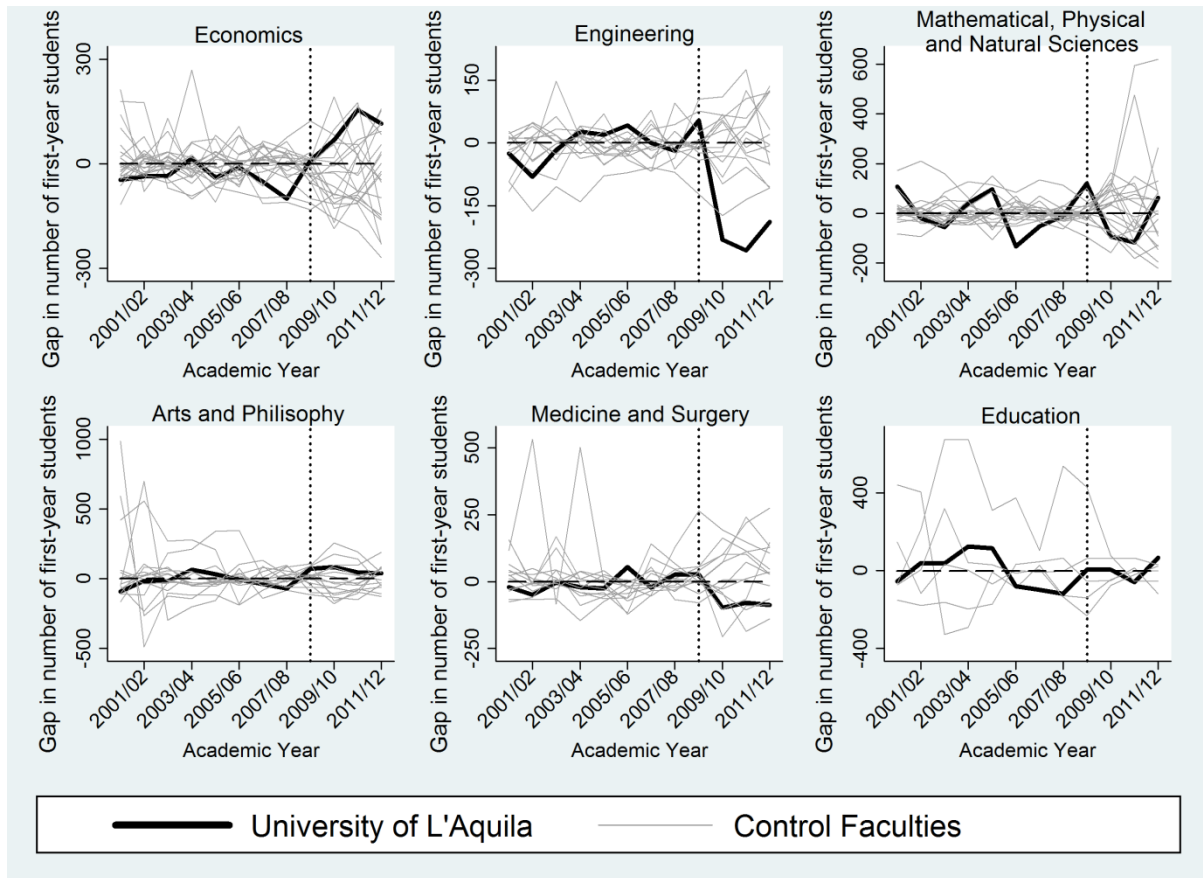 Economics
Gap in number of first-year students
300
0
-300
2001/02
2003/04
2005/06
2007/08
2009/10
2011/12
Academic Year
Engineering
Gap in number of first-year students
150
0
-150
-300
2001/02
2003/04
2005/06
2007/08
2009/10
2011/12
Academic Year
Mathematical, Physical
and Natural Sciences
Gap in number of first-year students
600
400
200
0
-200
2001/02
2003/04
2005/06
2007/08
2009/10
2011/12
Academic Year
Arts and Philisophy
Gap in number of first-year students
1000
500
0
-500
2001/02
2003/04
2005/06
2007/08
2009/10
2011/12
Academic Year
Medicine and Surgery
Gap in number of first-year students
500
250
0
-250
2001/02
2003/04
2005/06
2007/08
2009/10
2011/12
Academic Year
Education
Gap in number of first-year students
400
0
-400
2001/02
2003/04
2005/06
2007/08
2009/10
2011/12
Academic Year
University of L'Aquila
Control Faculties